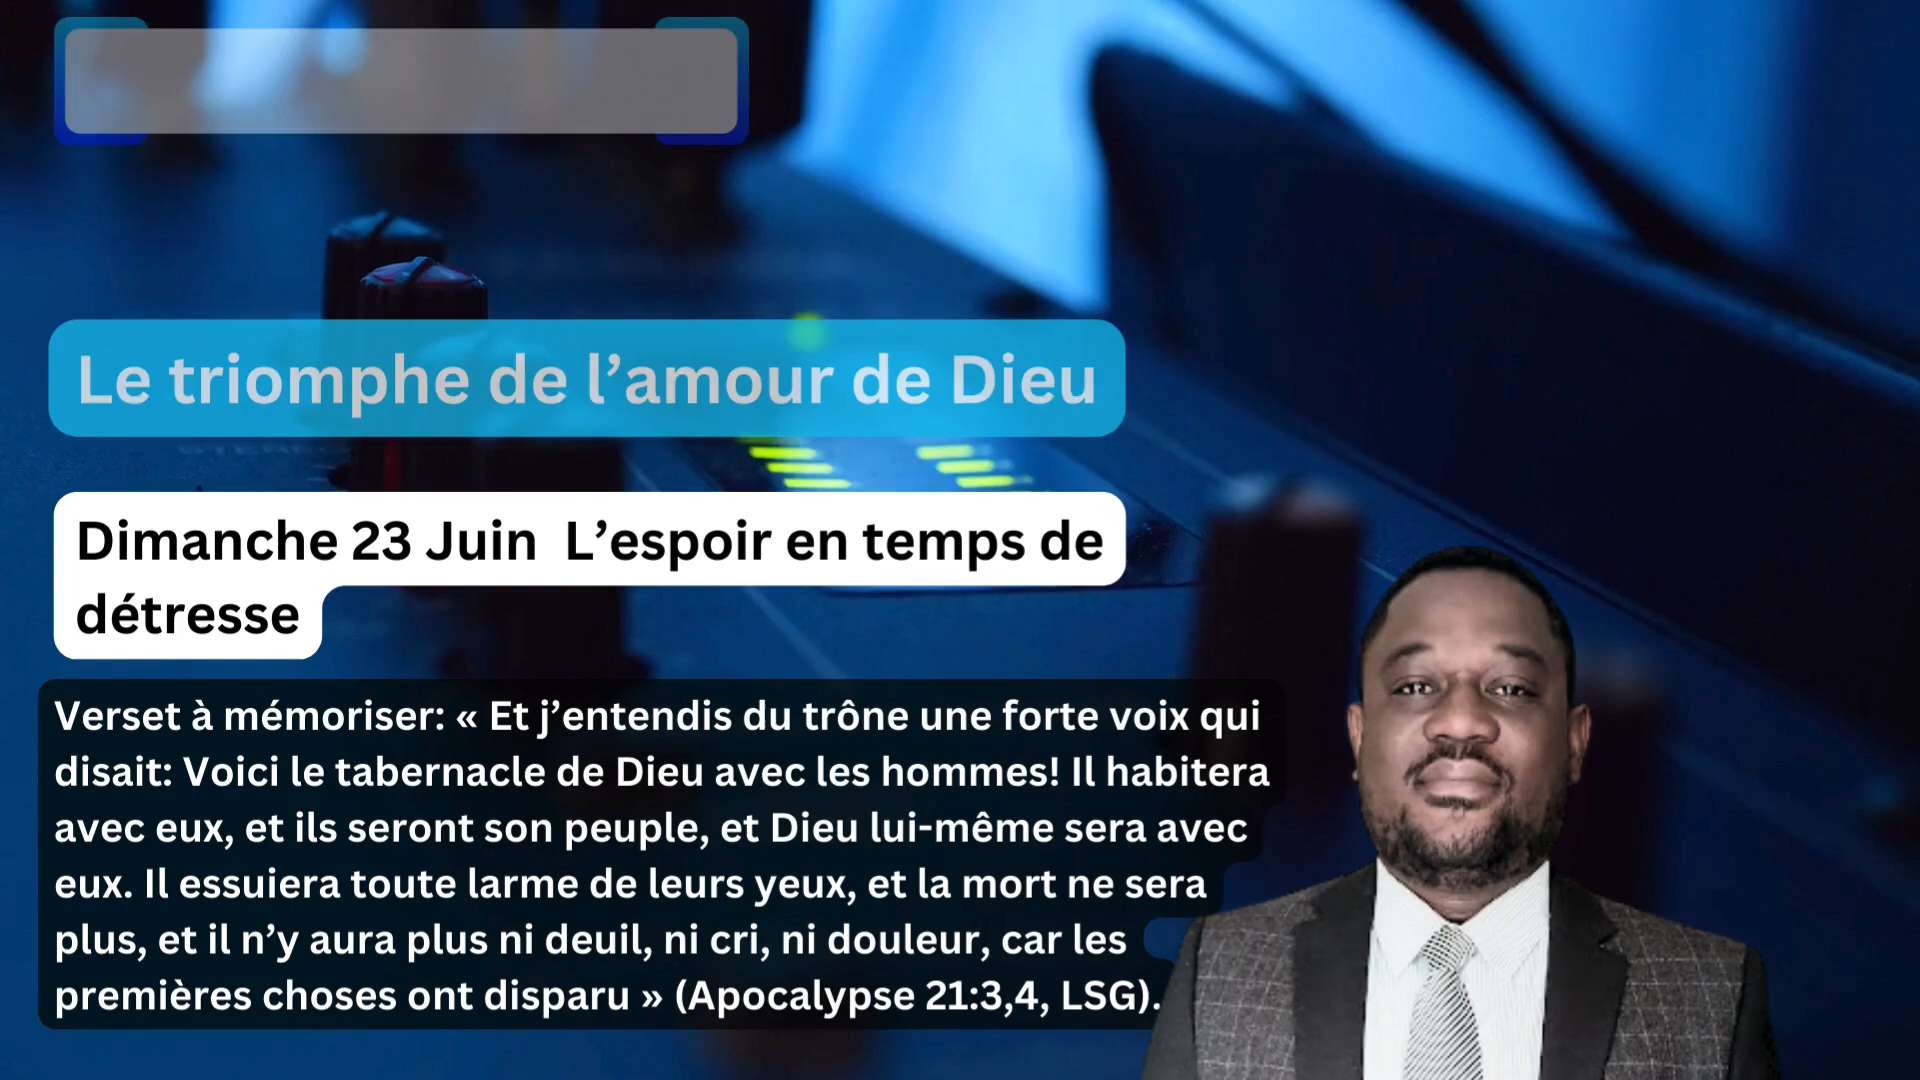 Le triomphe de l’amour de Dieu
Dimanche 23 Juin  L’espoir en temps de
détresse
Verset à mémoriser: « Et j’entendis du trône une forte voix qui
disait: Voici le tabernacle de Dieu avec les hommes! Il habitera
avec eux, et ils seront son peuple, et Dieu lui-même sera avec
eux. Il essuiera toute larme de leurs yeux, et la mort ne sera
plus, et il n’y aura plus ni deuil, ni cri, ni douleur, car les
premières choses ont disparu » (Apocalypse 21:3,4, LSG).